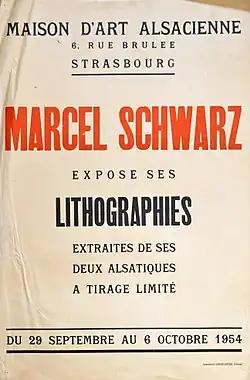 MAISON D'ART ALSACIENNE
6, RUE BRULEE
STRASBOURG
MARCEL SCHWARZ
EXPOSE SES
LITHOGRAPHIES
EXTRAITES DE SES
DEUX ALSATIQUES
A TIRAGE LIMITÉ
DU 29 SEPTEMBRE AU 6 OCTOBRE 1954